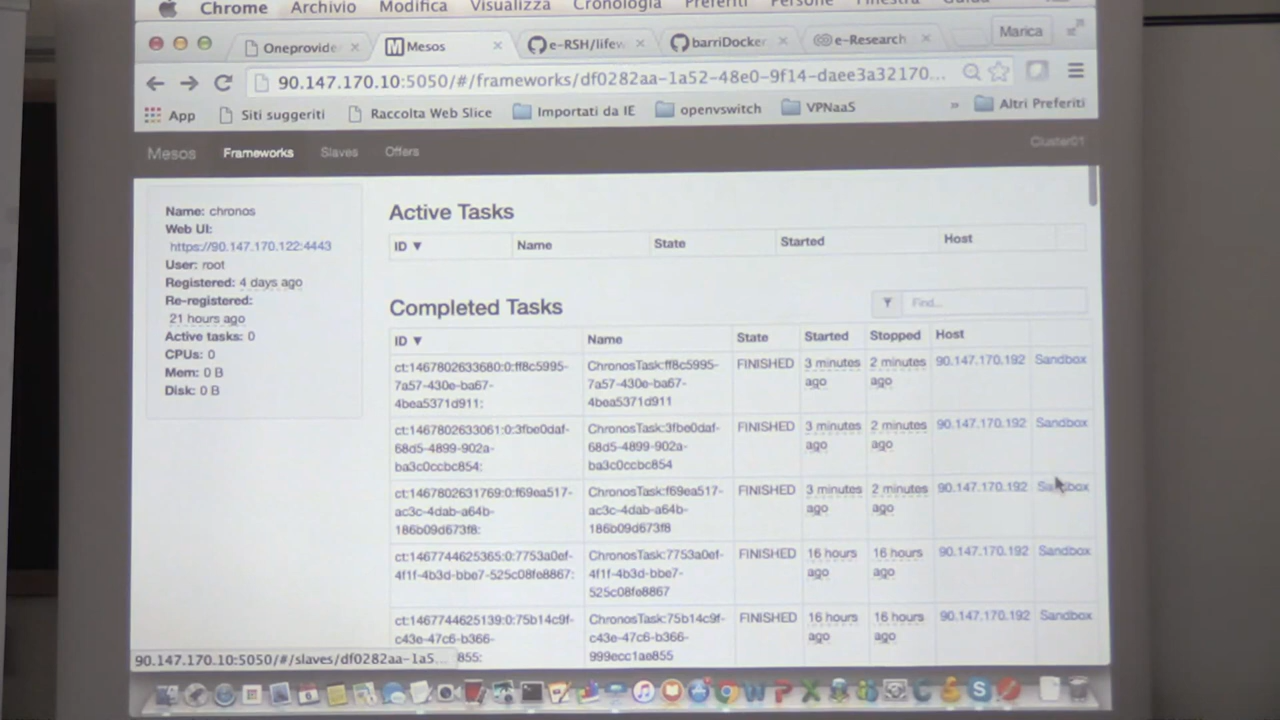 Chrome Archivio Modifica Visualizza Cronologia Preferiti Persone Finestra Guida
Oneprovide Mesos e-RSH/lifew barriDocker e-Research Marica
90.147.170.10:5050/#/frameworks/df0282aa-1a52-48e0-9f14-daee3a32170...
App Siti suggeriti Raccolta Web Slice Importati da IE openvswitch VPNaaS » Altri Preferiti
Mesos Frameworks Slaves Offers Cluster01
Name: chronos
Web UI:
https://90.147.170.122:4443
User: root
Registered: 4 days ago
Re-registered:
21 hours ago
Active tasks: 0
CPUs: 0
Mem: 0 B
Disk: 0 B
Active Tasks
ID ▼ Name State Started Host
Completed Tasks
Find...
ID ▼ Name State Started Stopped Host
ct:1467802633680:0:ff8c5995- ChronosTask:ff8c5995- FINISHED 3 minutes 2 minutes 90.147.170.192 Sandbox
7a57-430e-ba67- 7a57-430e-ba67- ago ago
4bea5371d911: 4bea5371d911
ct:1467802633061:0:3fbe0daf- ChronosTask:3fbe0daf- FINISHED 3 minutes 2 minutes 90.147.170.192 Sandbox
68d5-4899-902a- 68d5-4899-902a- ago ago
ba3c0ccbc854: ba3c0ccbc854
ct:1467802631769:0:f69ea517- ChronosTask:f69ea517- FINISHED 3 minutes 2 minutes 90.147.170.192 Sandbox
ac3c-4dab-a64b- ac3c-4dab-a64b- ago ago
186b09d673f8: 186b09d673f8
ct:1467744625365:0:7753a0ef- ChronosTask:7753a0ef- FINISHED 16 hours 16 hours 90.147.170.192 Sandbox
4f1f-4b3d-bbe7-525c08fe8867: 4f1f-4b3d-bbe7- ago ago
525c08fe8867
ct:1467744625139:0:75b14c9f- ChronosTask:75b14c9f- FINISHED 16 hours 16 hours 90.147.170.192 Sandbox
c43e-47c6-b366- c43e-47c6-b366- ago ago
855: 999ecc1ae855
90.147.170.10:5050/#/slaves/df0282aa-1a5...